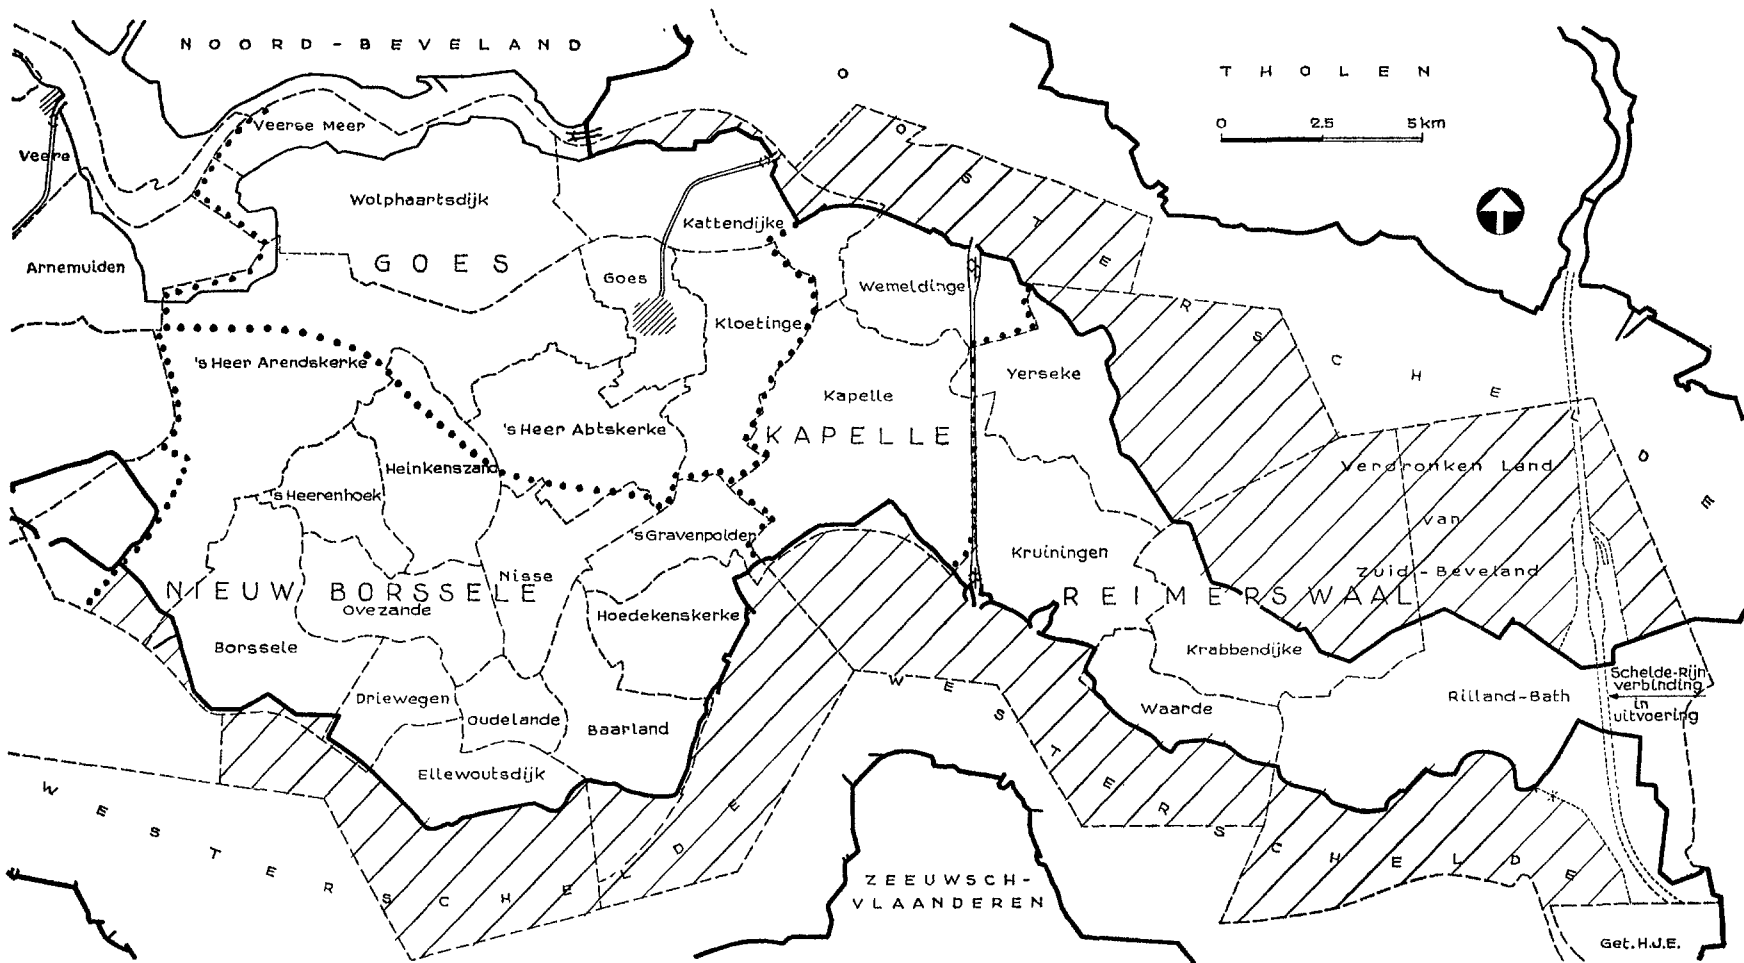 NOORD-BEVELAND
THOLEN
0 2.5 5 km
OOSTERSCHELDE
Veerse Meer
Veere
Wolphaartsdijk
Kattendijke
Arnemuiden
GOES
Goes
Wemeldinge
Kloetinge
's Heer Arendskerke
Yerseke
Kapelle
's Heer Abtskerke
KAPELLE
Heinkenszand
's Heerenhoek
Verdronken Land
van
Zuid-Beveland
's Gravenpolder
Kruiningen
Nisse
NIEUW BORSSELE
REIMERSWAAL
Ovezande
Hoedekenskerke
Borssele
Krabbendijke
Schelde-Rijn
verbinding
in
uitvoering
Driewegen
Oudelande
Baarland
Waarde
Rilland-Bath
Ellewoutsdijk
WESTERSCHELDE
WESTERSCHELDE
ZEEUWSCH-
VLAANDEREN
Get. H.J.E.